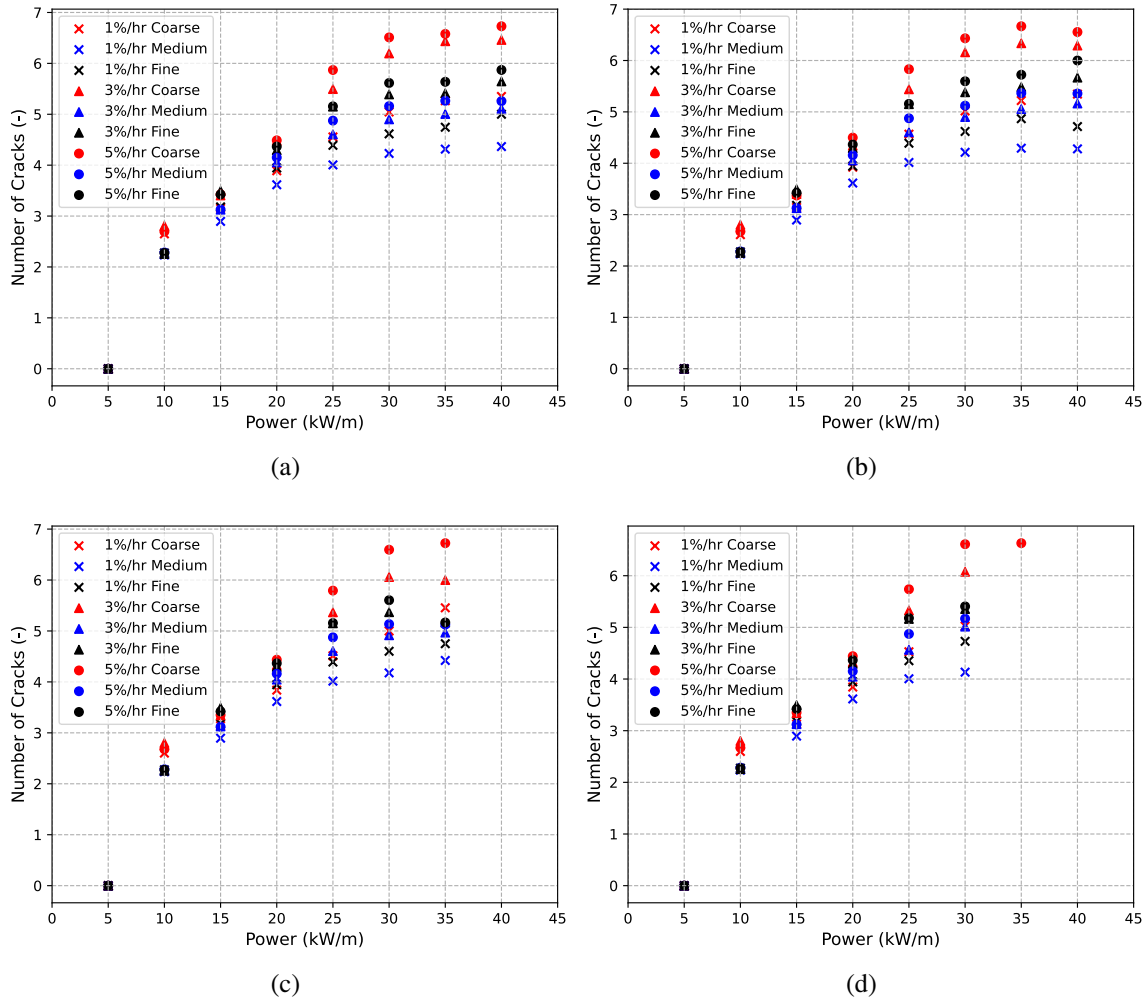 7
6
5
4
3
2
1
0
Number of Cracks (-)
1%/hr Coarse
1%/hr Medium
1%/hr Fine
3%/hr Coarse
3%/hr Medium
3%/hr Fine
5%/hr Coarse
5%/hr Medium
5%/hr Fine
0 5 10 15 20 25 30 35 40 45
Power (kW/m)
(a)
7
6
5
4
3
2
1
0
Number of Cracks (-)
1%/hr Coarse
1%/hr Medium
1%/hr Fine
3%/hr Coarse
3%/hr Medium
3%/hr Fine
5%/hr Coarse
5%/hr Medium
5%/hr Fine
0 5 10 15 20 25 30 35 40 45
Power (kW/m)
(b)
7
6
5
4
3
2
1
0
Number of Cracks (-)
1%/hr Coarse
1%/hr Medium
1%/hr Fine
3%/hr Coarse
3%/hr Medium
3%/hr Fine
5%/hr Coarse
5%/hr Medium
5%/hr Fine
0 5 10 15 20 25 30 35 40 45
Power (kW/m)
(c)
6
5
4
3
2
1
0
Number of Cracks (-)
1%/hr Coarse
1%/hr Medium
1%/hr Fine
3%/hr Coarse
3%/hr Medium
3%/hr Fine
5%/hr Coarse
5%/hr Medium
5%/hr Fine
0 5 10 15 20 25 30 35 40 45
Power (kW/m)
(d)